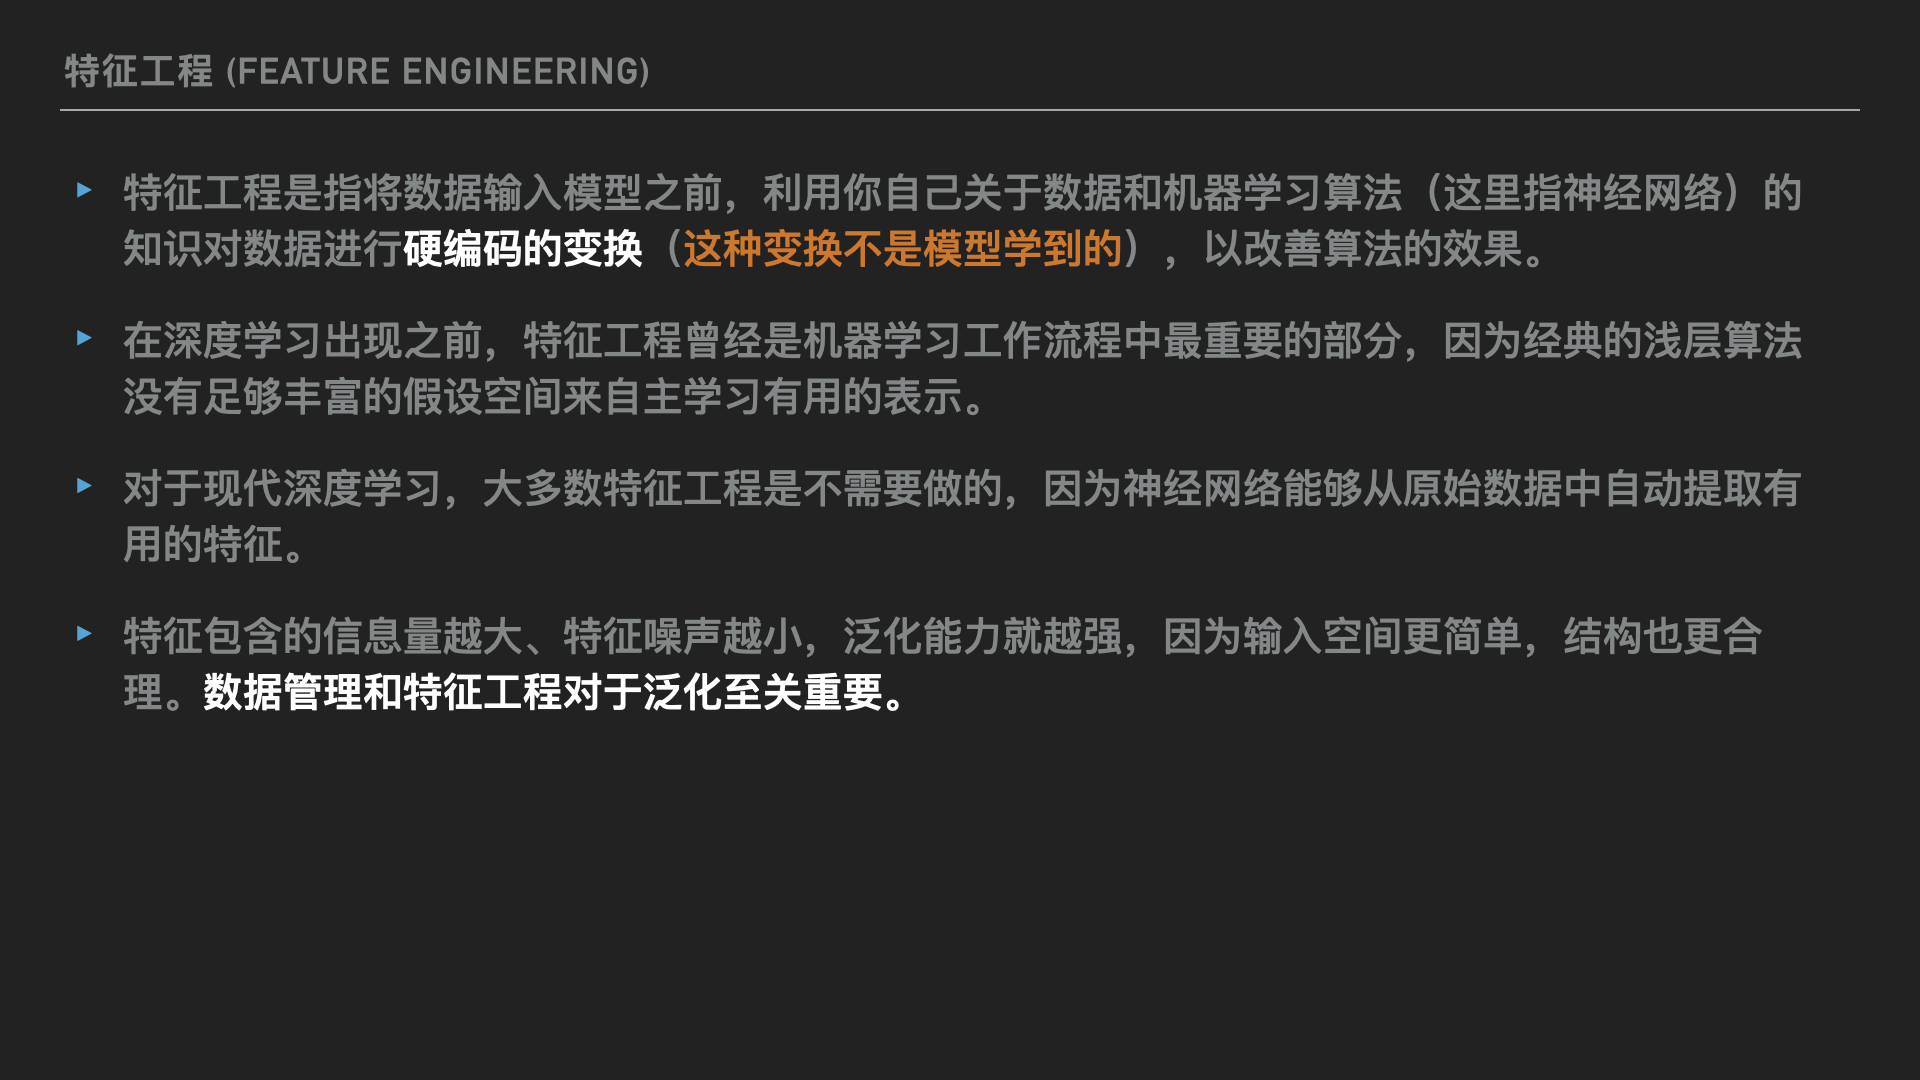 特征工程 (FEATURE ENGINEERING)
▸ 特征工程是指将数据输入模型之前，利用你自己关于数据和机器学习算法（这里指神经网络）的
知识对数据进行硬编码的变换（这种变换不是模型学到的），以改善算法的效果。
▸ 在深度学习出现之前，特征工程曾经是机器学习工作流程中最重要的部分，因为经典的浅层算法
没有足够丰富的假设空间来自主学习有用的表示。
▸ 对于现代深度学习，大多数特征工程是不需要做的，因为神经网络能够从原始数据中自动提取有
用的特征。
▸ 特征包含的信息量越大、特征噪声越小，泛化能力就越强，因为输入空间更简单，结构也更合
理。数据管理和特征工程对于泛化至关重要。